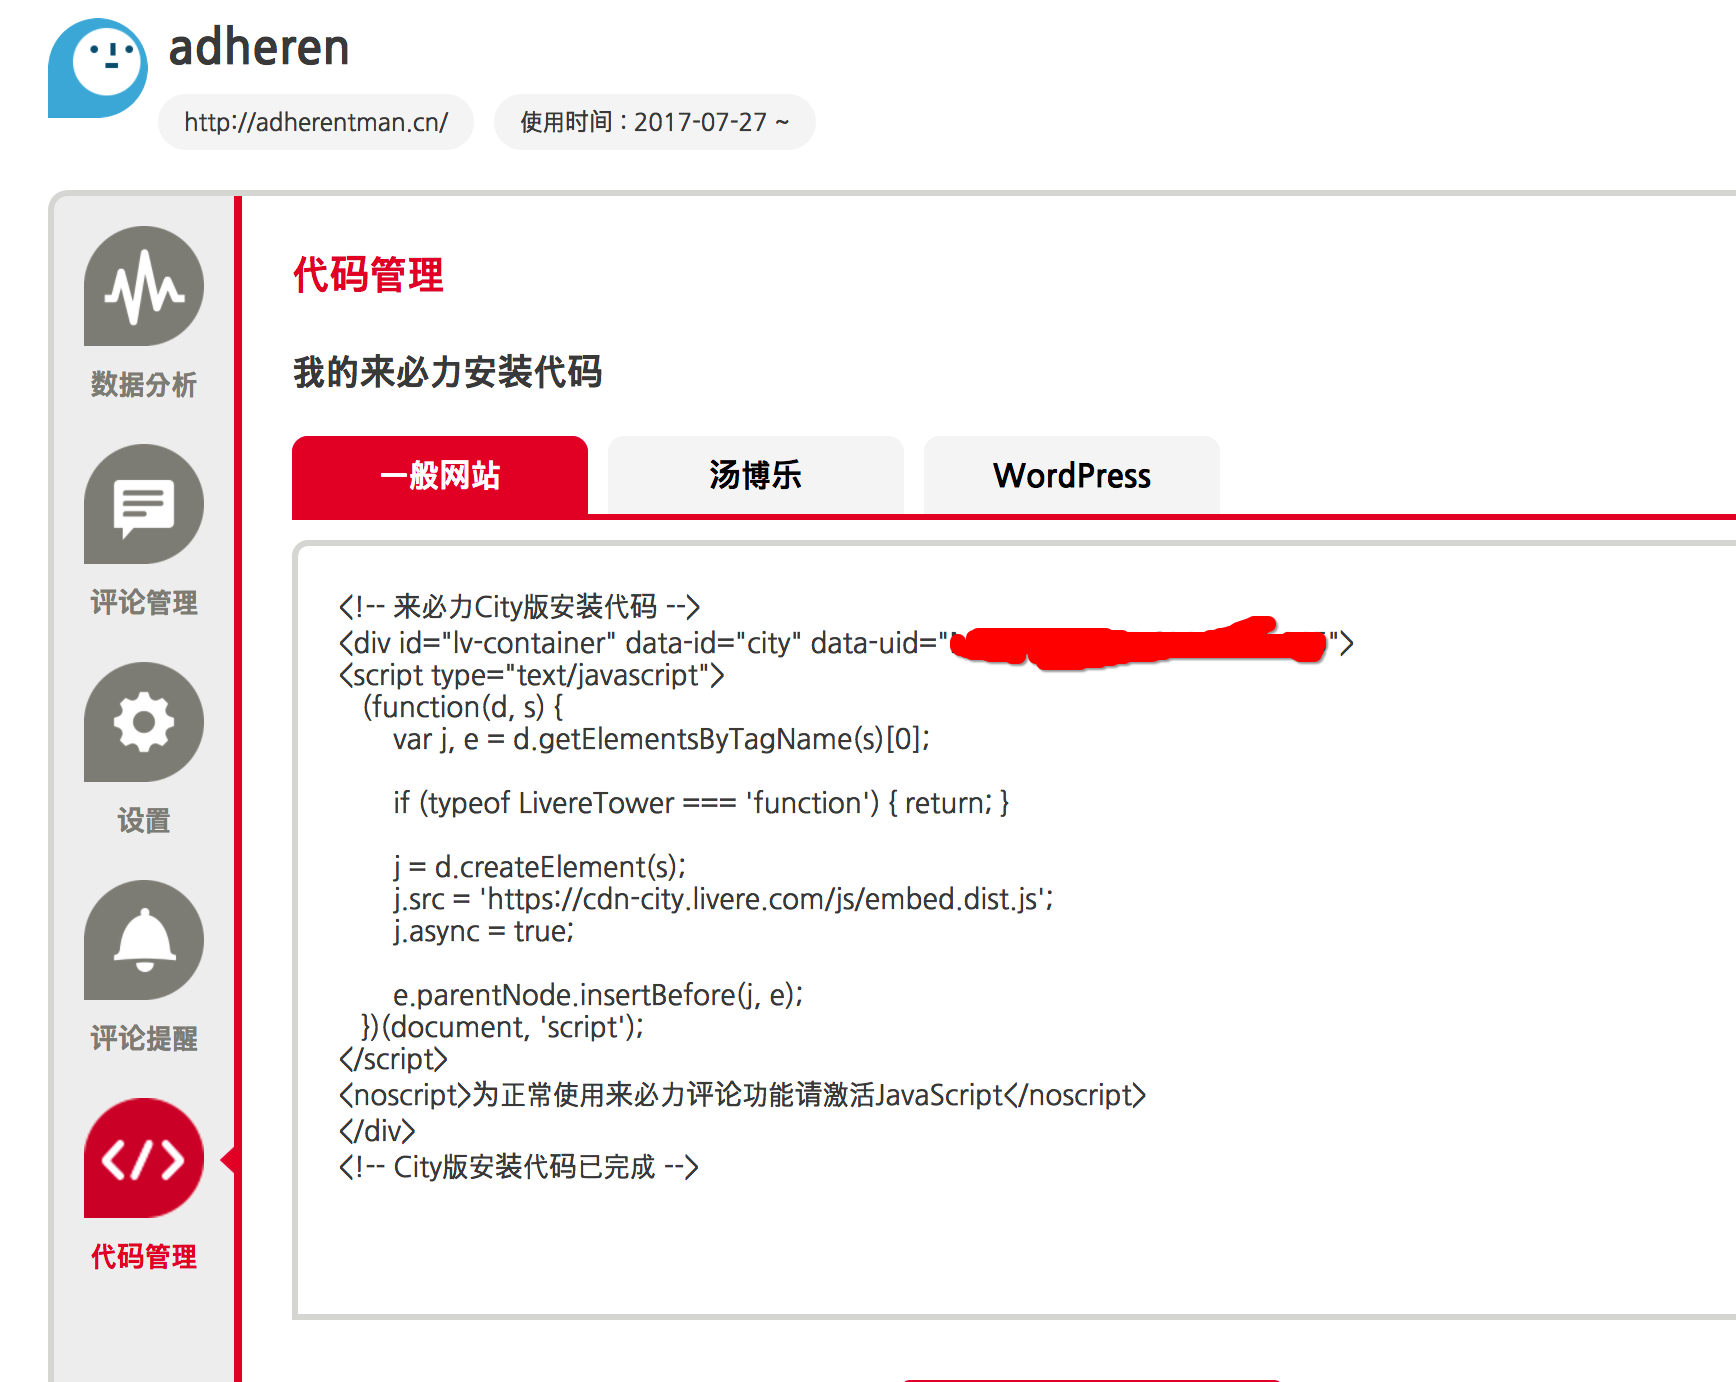 adheren
http://adherentman.cn/
使用时间 : 2017-07-27 ~
数据分析
评论管理
设置
评论提醒
代码管理
代码管理
我的来必力安装代码
一般网站
汤博乐
WordPress
<!-- 来必力City版安装代码 -->
<div id="lv-container" data-id="city" data-uid="">
<script type="text/javascript">
(function(d, s) {
var j, e = d.getElementsByTagName(s)[0];
if (typeof LivereTower === 'function') { return; }
j = d.createElement(s);
j.src = 'https://cdn-city.livere.com/js/embed.dist.js';
j.async = true;
e.parentNode.insertBefore(j, e);
})(document, 'script');
</script>
<noscript>为正常使用来必力评论功能请激活JavaScript</noscript>
</div>
<!-- City版安装代码已完成 -->